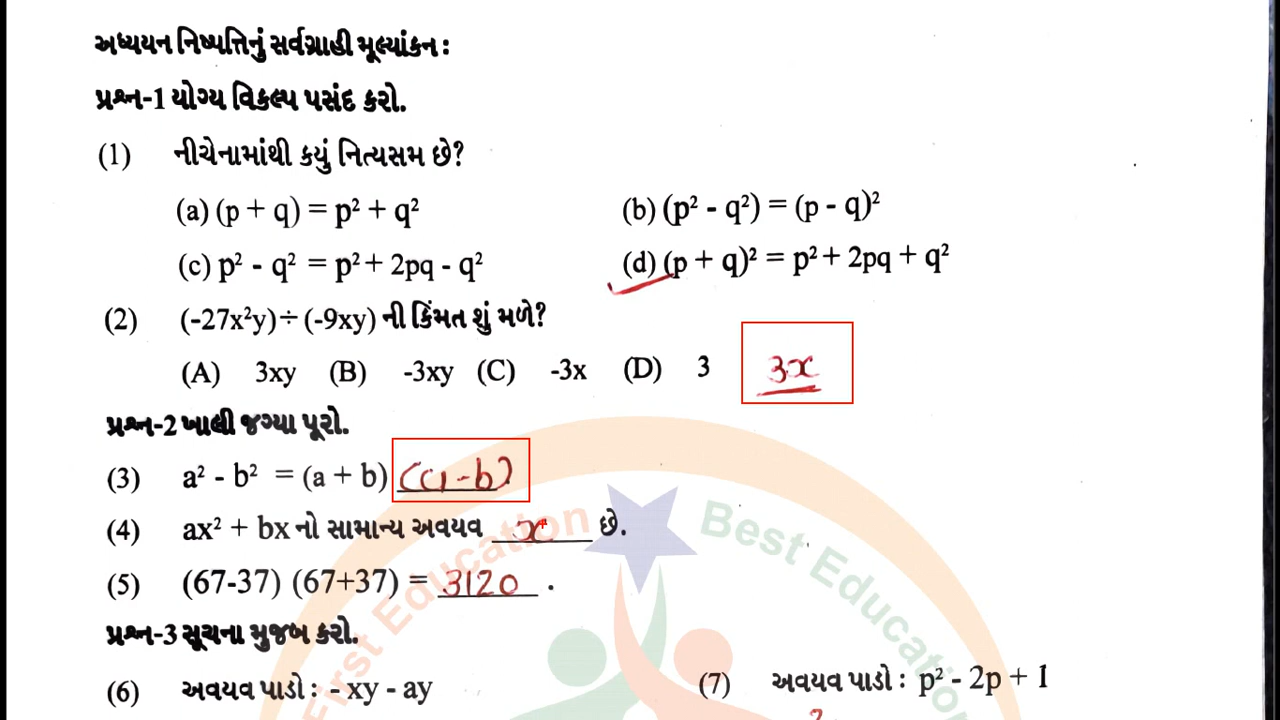 અધ્યયન નિષ્પત્તિનું સર્વગ્રાહી મૂલ્યાંકન :
પ્રશ્ન-1 યોગ્ય વિકલ્પ પસંદ કરો.
(1) નીચેનામાંથી કયું નિત્યસમ છે?
(a) (p + q) = p² + q² (b) (p² - q²) = (p - q)²
(c) p² - q² = p² + 2pq - q² (d) (p + q)² = p² + 2pq + q²
(2) (-27x²y) ÷ (-9xy) ની કિંમત શું મળે?
(A) 3xy (B) -3xy (C) -3x (D) 3 3x
પ્રશ્ન-2 ખાલી જગ્યા પૂરો.
(3) a² - b² = (a + b) (a-b).
(4) ax² + bx નો સામાન્ય અવયવ x છે.
(5) (67-37) (67+37) = 3120 .
પ્રશ્ન-3 સૂચના મુજબ કરો.
(6) અવયવ પાડો : - xy - ay (7) અવયવ પાડો : p² - 2p + 1
First Education Best Education